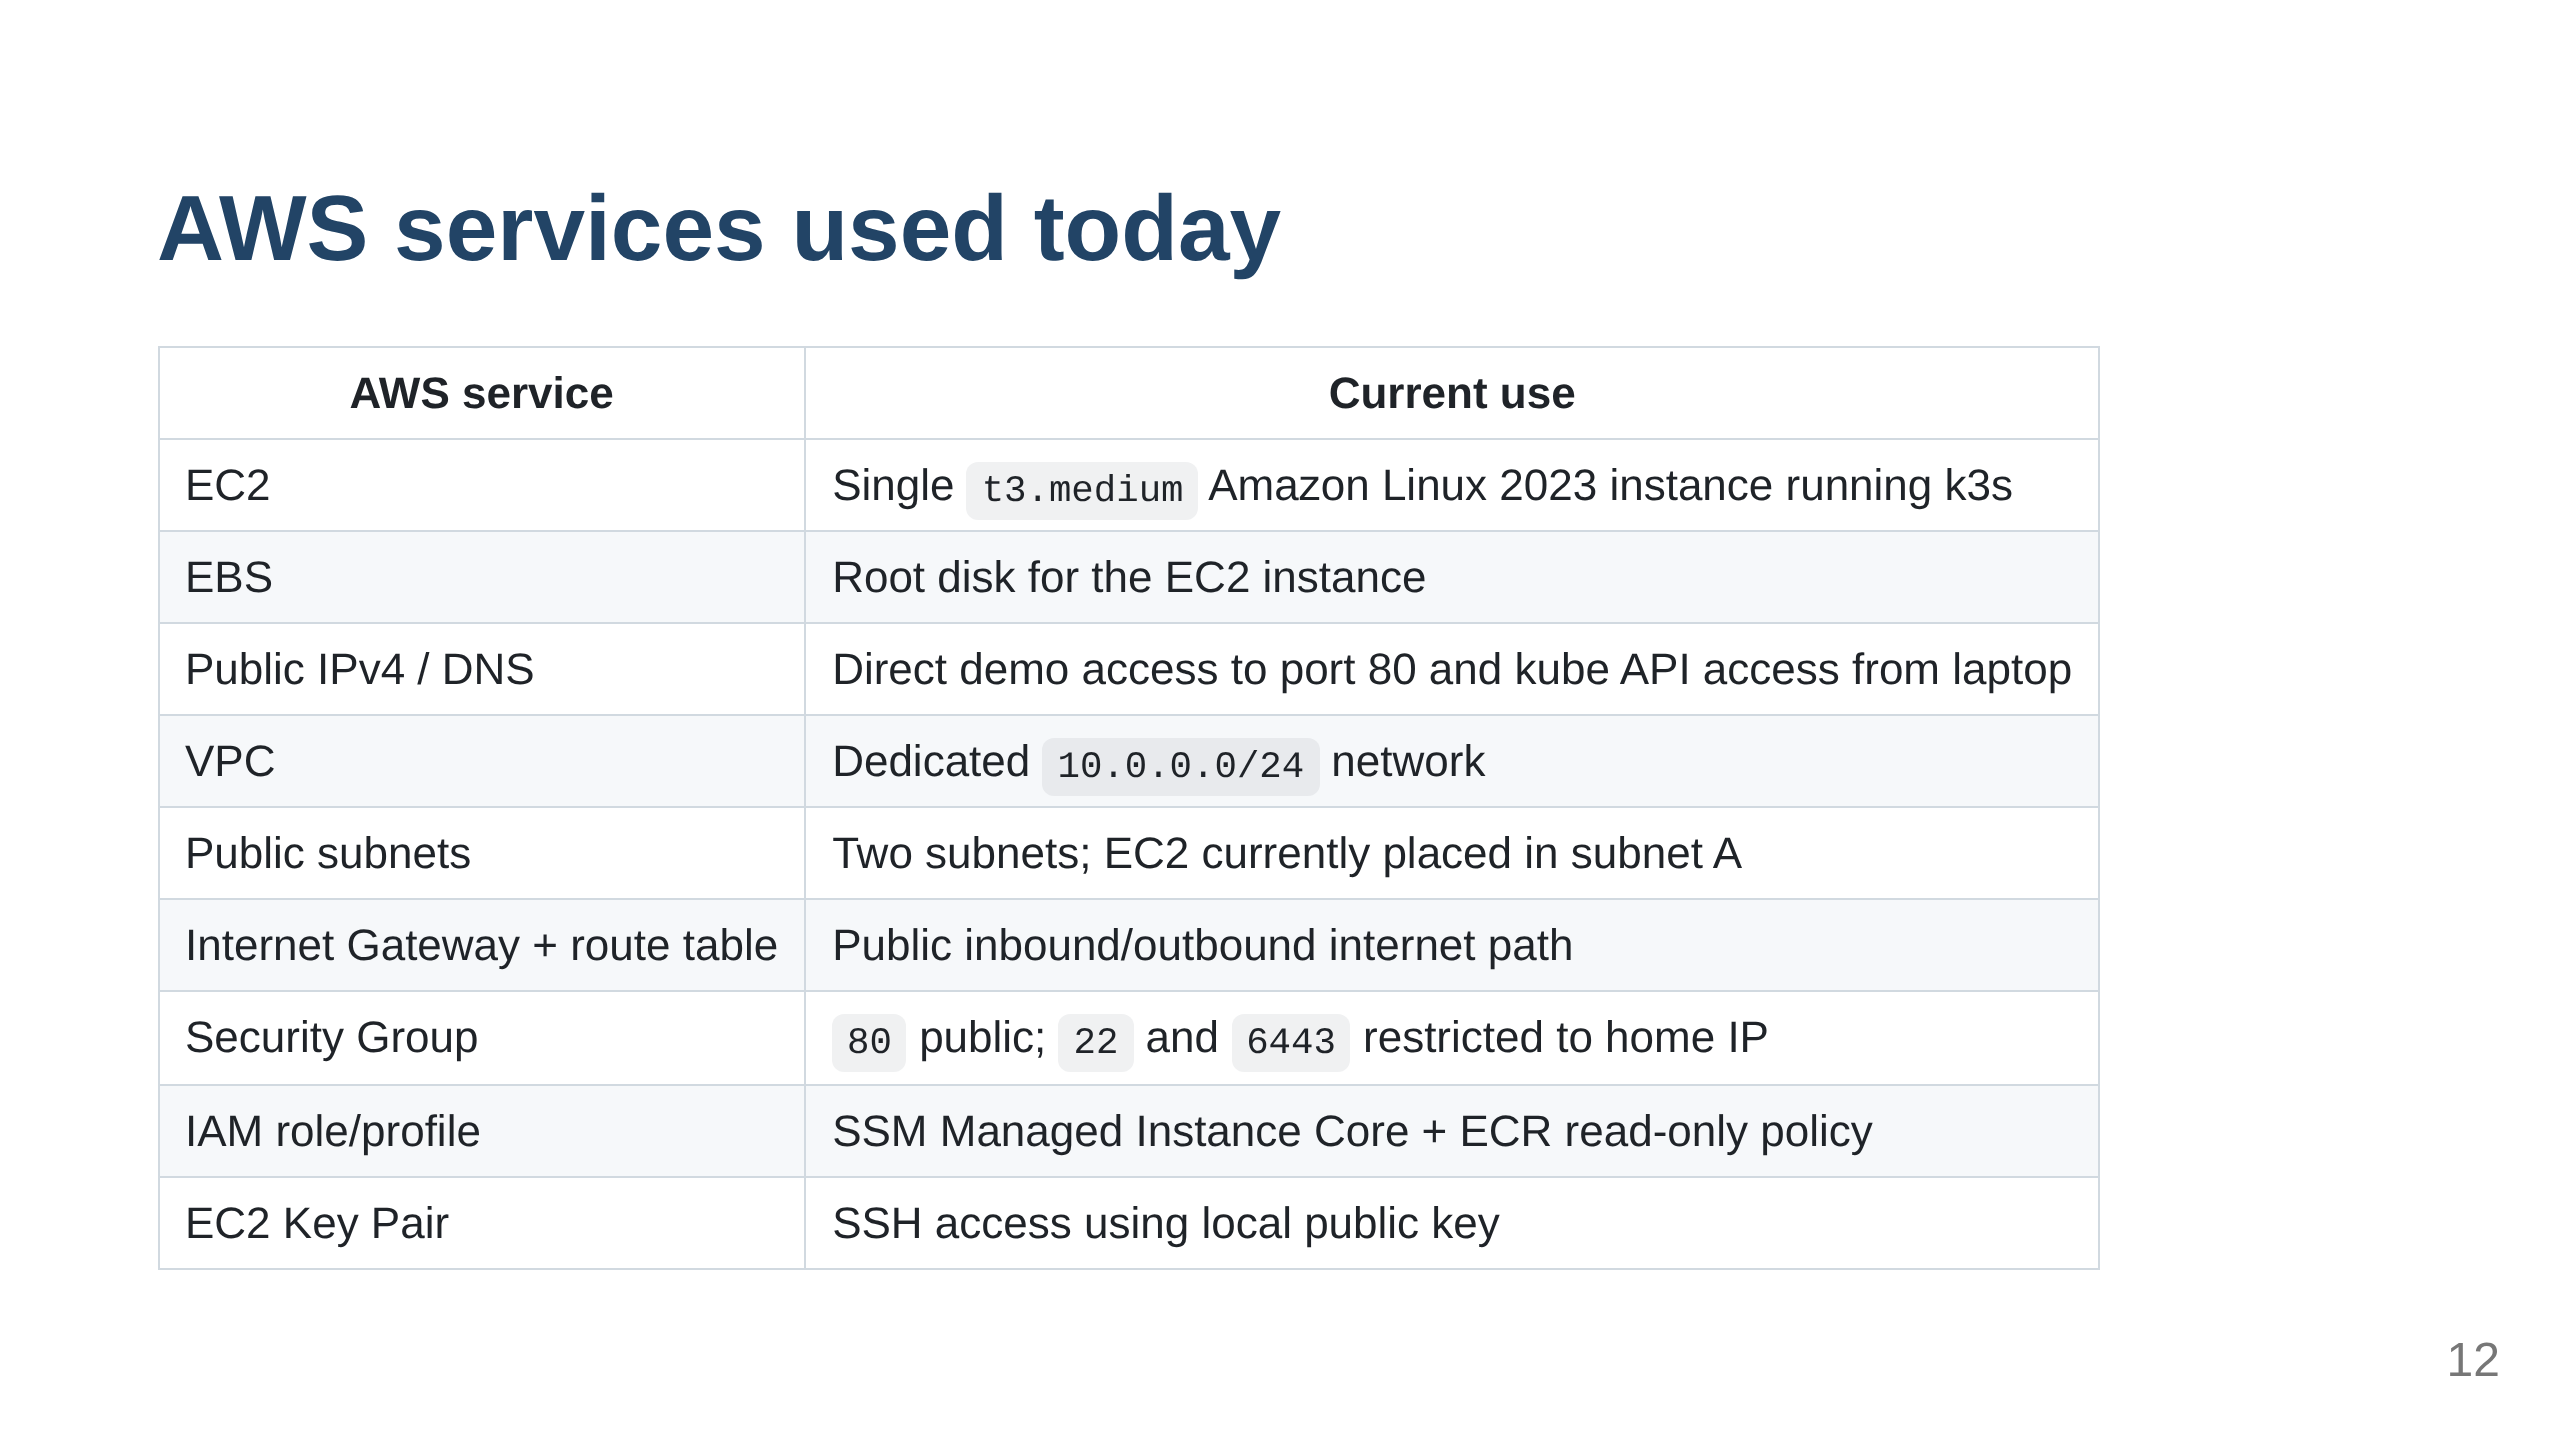 AWS services used today
AWS service Current use
EC2 Single t3.medium Amazon Linux 2023 instance running k3s
EBS Root disk for the EC2 instance
Public IPv4 / DNS Direct demo access to port 80 and kube API access from laptop
VPC Dedicated 10.0.0.0/24 network
Public subnets Two subnets; EC2 currently placed in subnet A
Internet Gateway + route table Public inbound/outbound internet path
Security Group 80 public; 22 and 6443 restricted to home IP
IAM role/profile SSM Managed Instance Core + ECR read-only policy
EC2 Key Pair SSH access using local public key
12